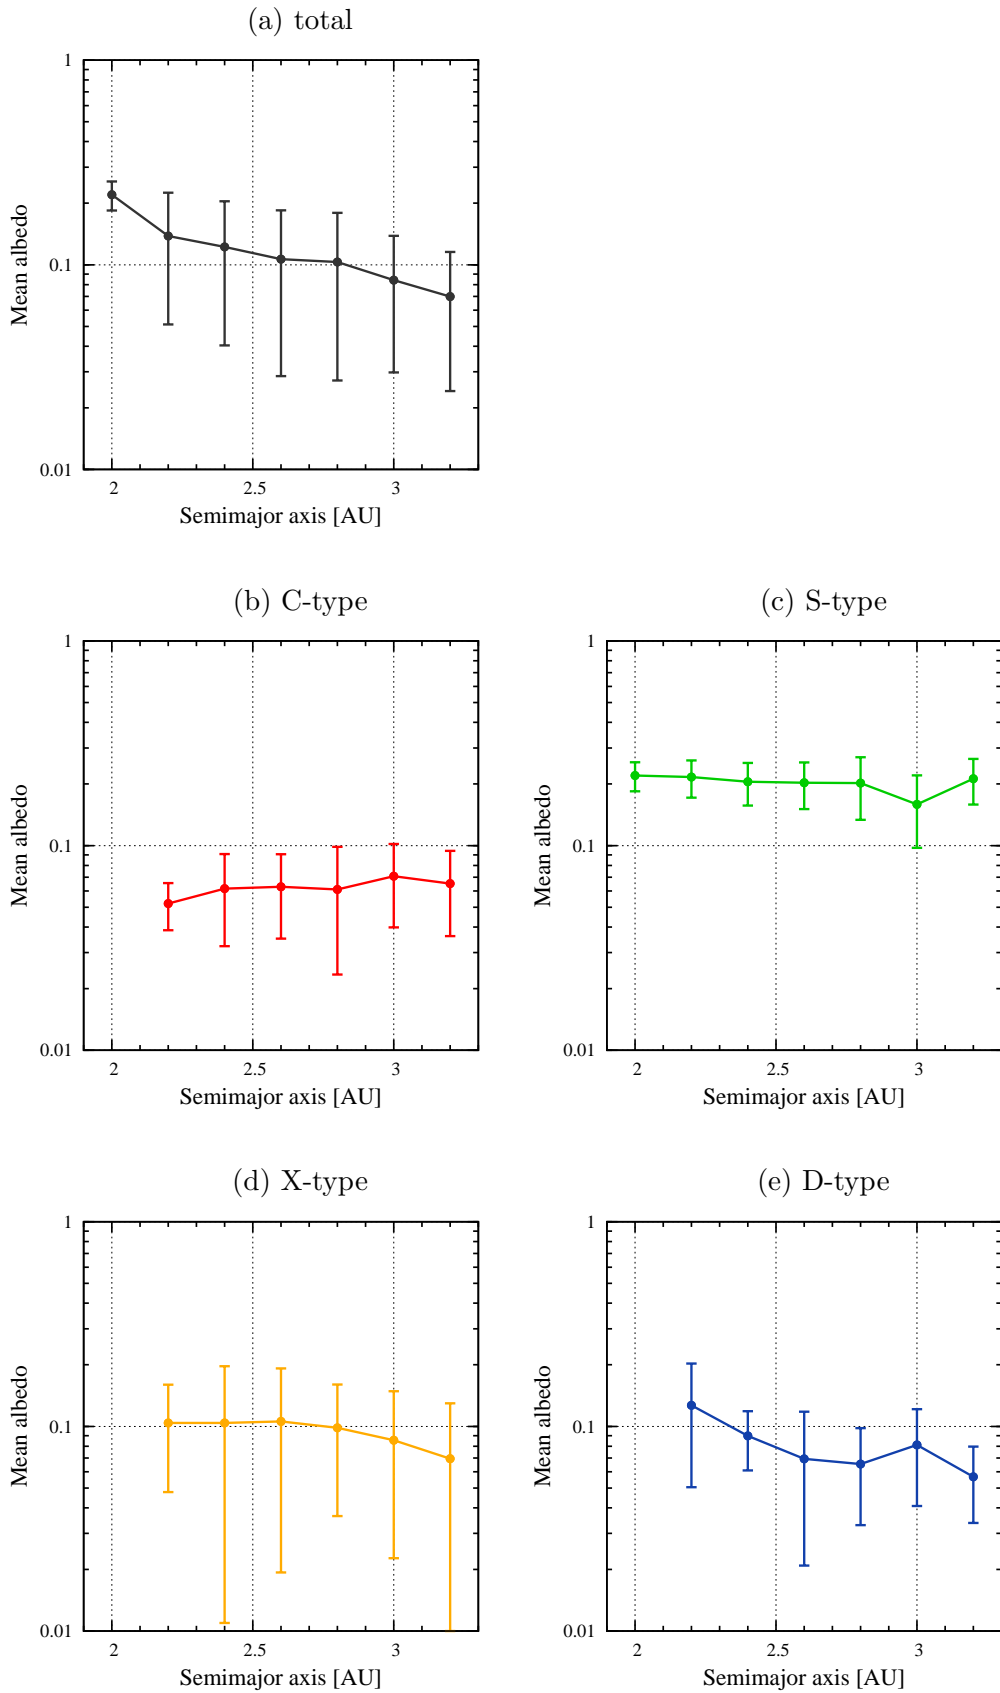 (a) total
1
0.1
0.01
Mean albedo
2
2.5
3
Semimajor axis [AU]
(b) C-type
1
0.1
0.01
Mean albedo
2
2.5
3
Semimajor axis [AU]
(c) S-type
1
0.1
0.01
Mean albedo
2
2.5
3
Semimajor axis [AU]
(d) X-type
1
0.1
0.01
Mean albedo
2
2.5
3
Semimajor axis [AU]
(e) D-type
1
0.1
0.01
Mean albedo
2
2.5
3
Semimajor axis [AU]